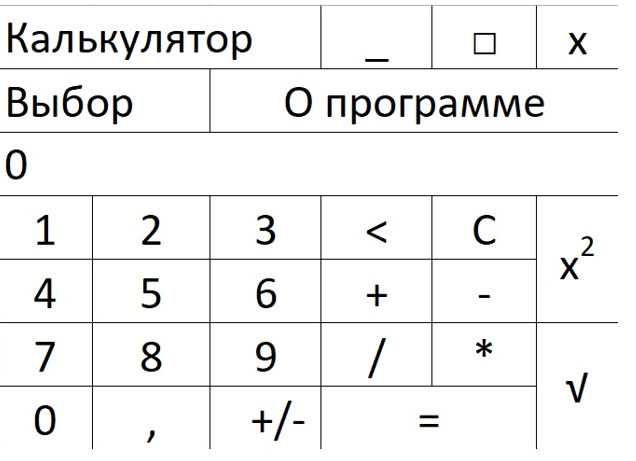 Калькулятор _ □ x
Выбор О программе
0
1 2 3 < C x²
4 5 6 + -
7 8 9 / * √
0 , +/- =